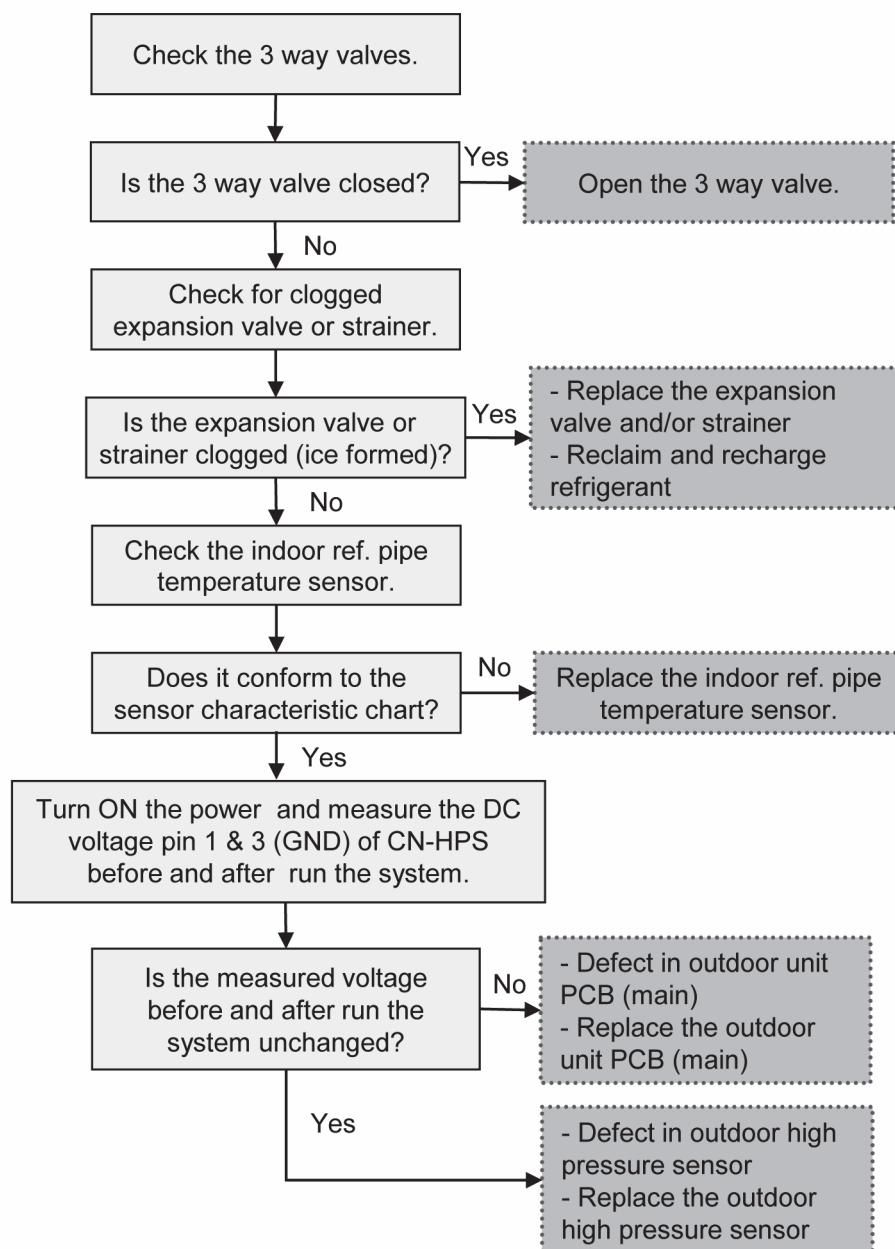 Check the 3 way valves.
Is the 3 way valve closed?
Yes
Open the 3 way valve.
No
Check for clogged
expansion valve or strainer.
Is the expansion valve or
strainer clogged (ice formed)?
Yes
- Replace the expansion
valve and/or strainer
- Reclaim and recharge
refrigerant
No
Check the indoor ref. pipe
temperature sensor.
Does it conform to the
sensor characteristic chart?
No
Replace the indoor ref. pipe
temperature sensor.
Yes
Turn ON the power and measure the DC
voltage pin 1 & 3 (GND) of CN-HPS
before and after run the system.
Is the measured voltage
before and after run the
system unchanged?
No
- Defect in outdoor unit
PCB (main)
- Replace the outdoor
unit PCB (main)
Yes
- Defect in outdoor high
pressure sensor
- Replace the outdoor
high pressure sensor